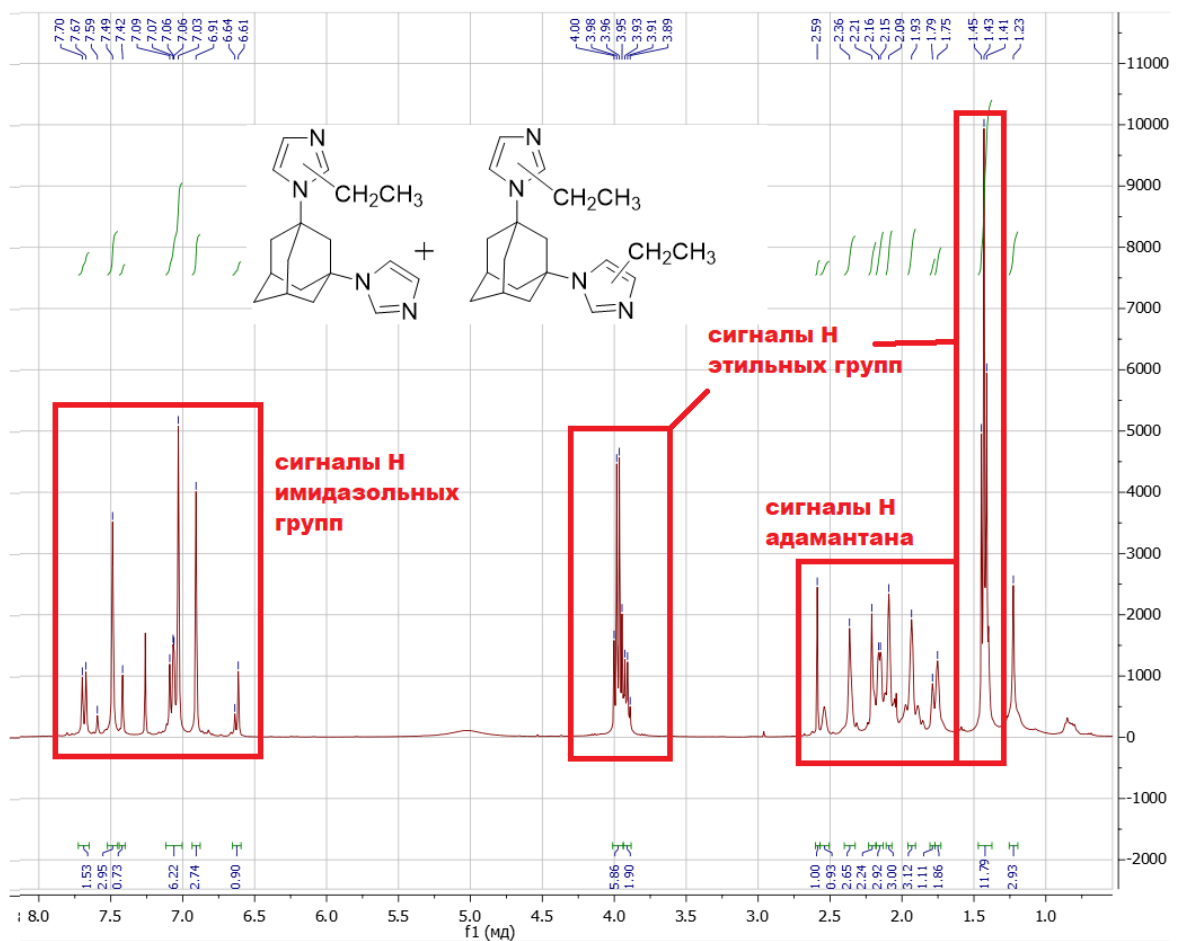 7.70 7.67 7.59 7.49 7.42 7.09 7.07 7.06 7.06 7.03 6.91 6.64 6.61
4.00 3.98 3.96 3.95 3.93 3.91 3.89
2.59 2.36 2.21 2.16 2.15 2.09 1.93 1.79 1.75
1.45 1.43 1.41 1.23
11000
10000
9000
8000
7000
6000
5000
4000
3000
2000
1000
0
-1000
-2000
N
N
CH2CH3
+
N
N
N
N
CH2CH3
CH2CH3
N
N
сигналы H
этильных групп
сигналы H
имидазольных
групп
сигналы H
адамантана
1.53 2.95 0.73 6.22 2.74 0.90 5.86 1.90 1.00 0.93 2.65 2.24 2.92 3.00 3.12 1.11 1.86 11.79 2.93
8.0 7.5 7.0 6.5 6.0 5.5 5.0 4.5 4.0 3.5 3.0 2.5 2.0 1.5 1.0
f1 (мд)